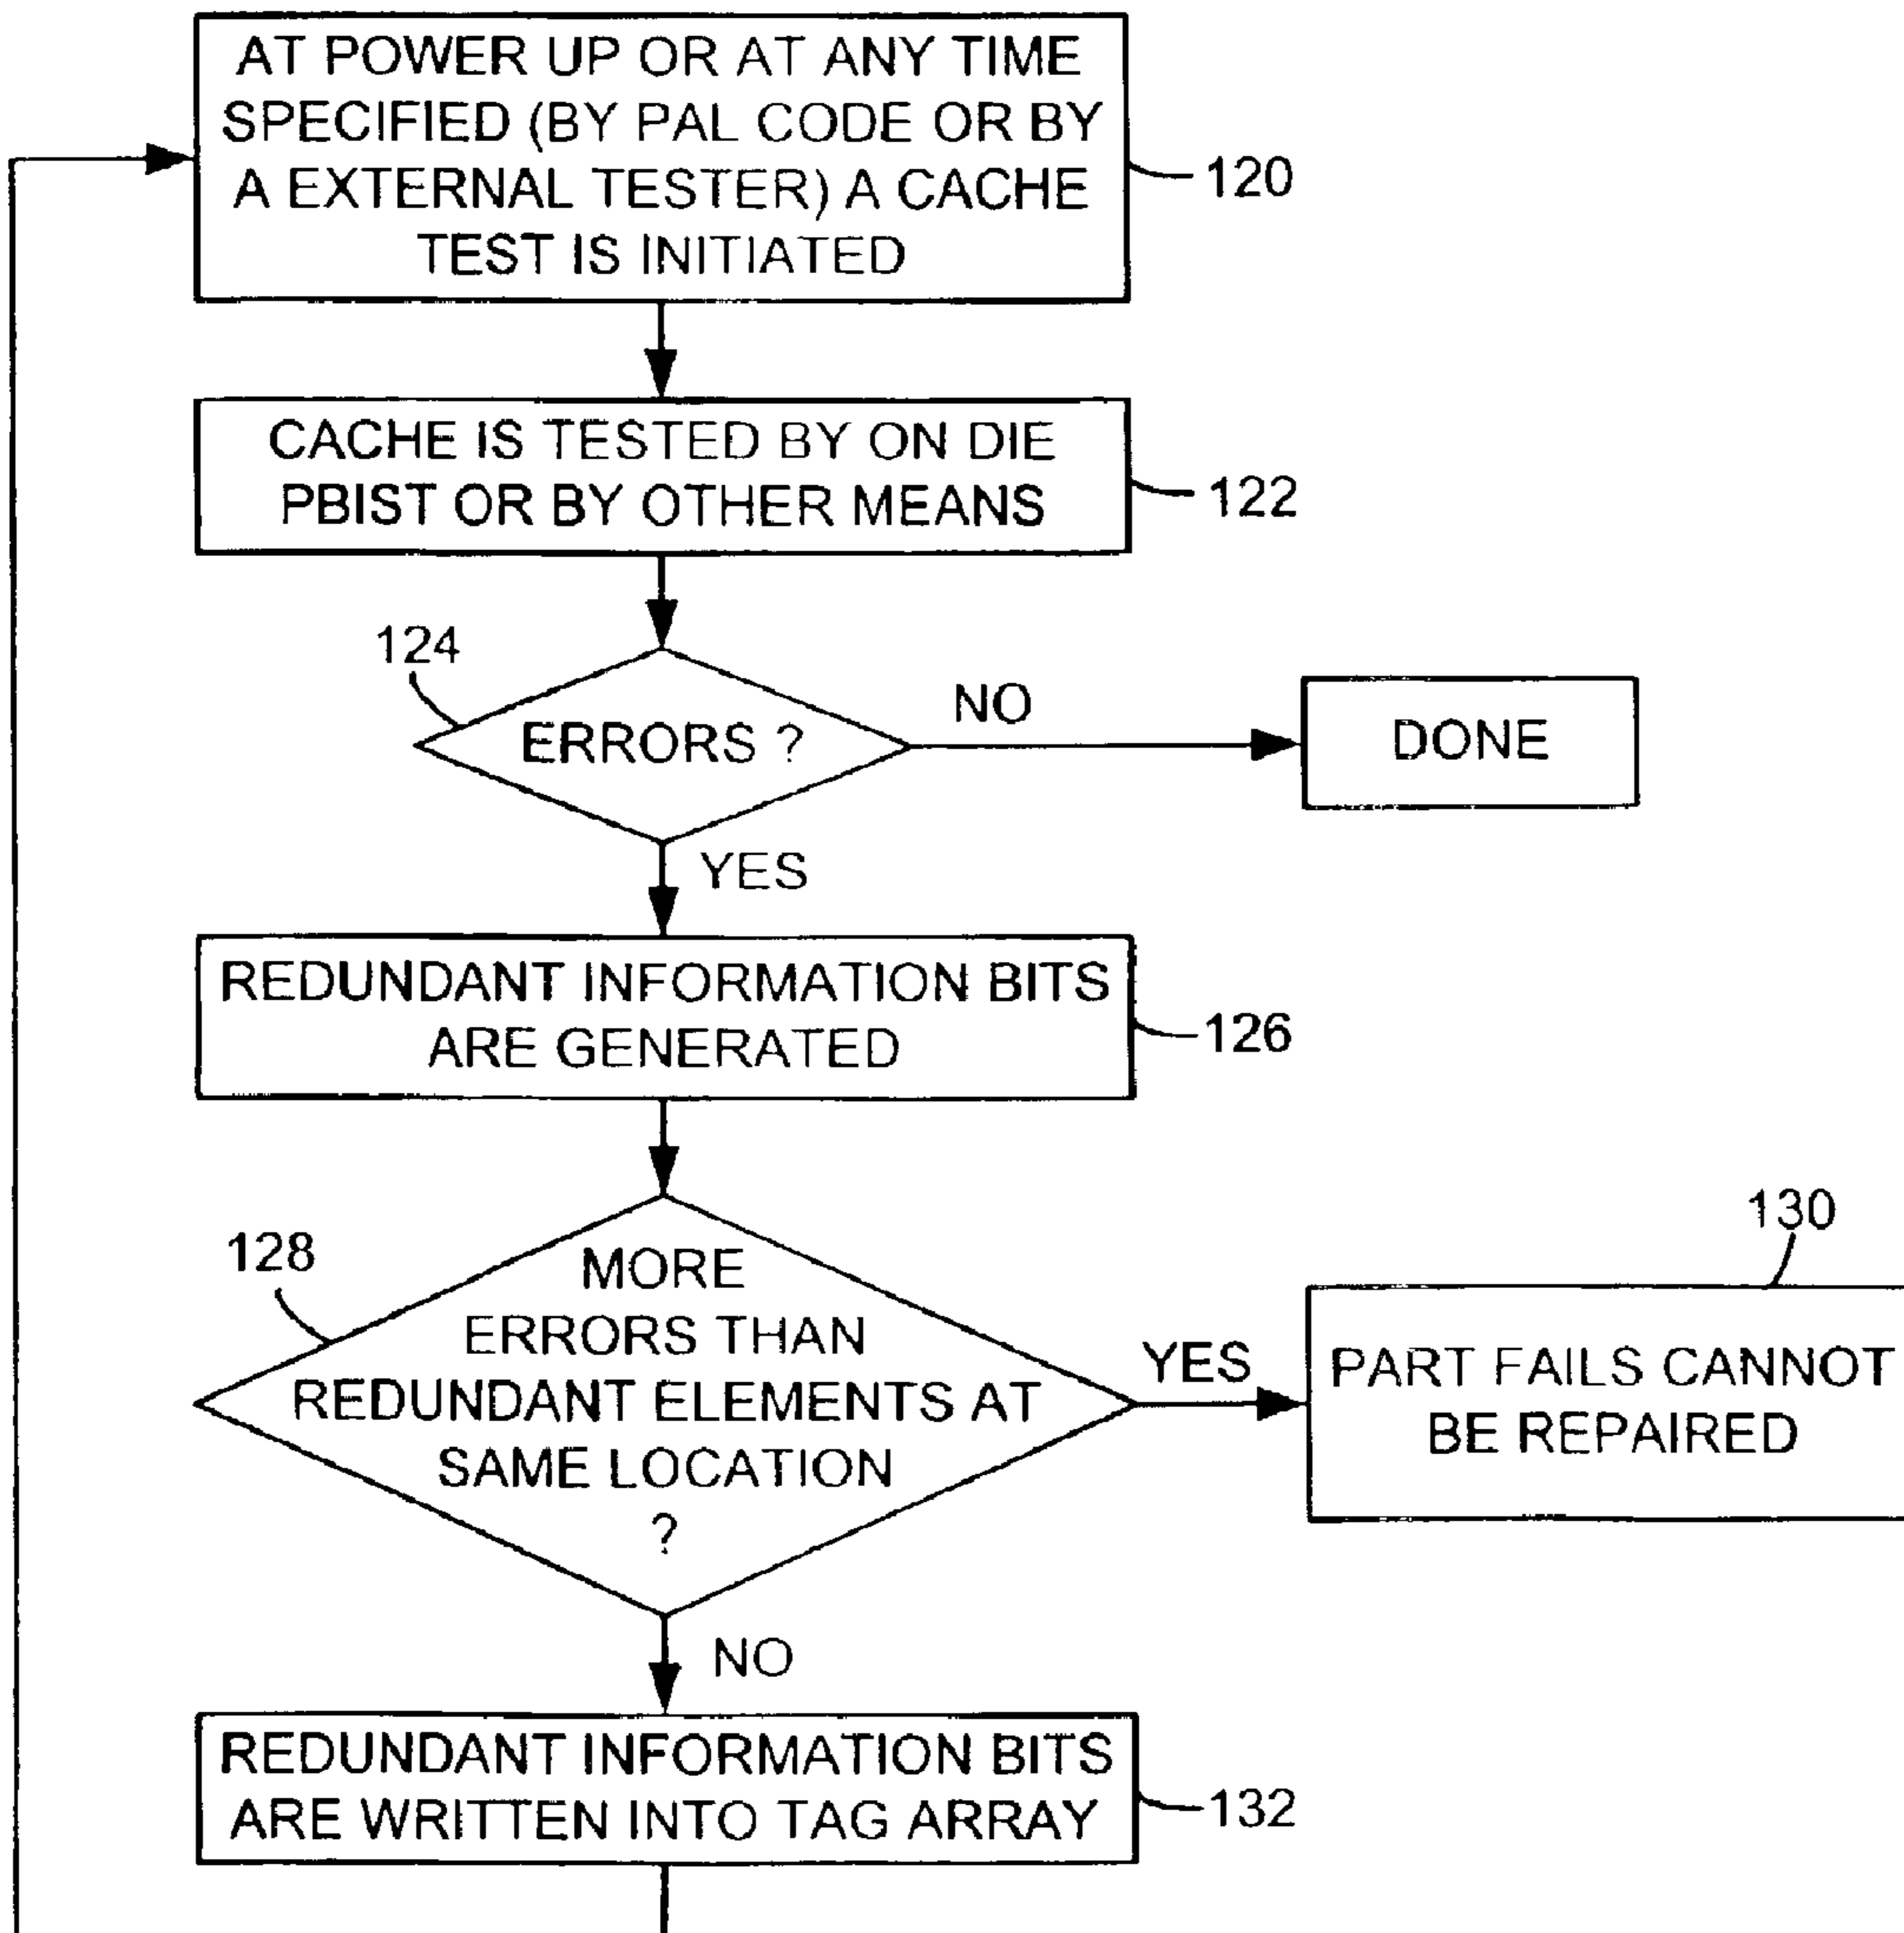 AT POWER UP OR AT ANY TIME
SPECIFIED (BY PAL CODE OR BY
A EXTERNAL TESTER) A CACHE
TEST IS INITIATED
120
CACHE IS TESTED BY ON DIE
PBIST OR BY OTHER MEANS
122
124
ERRORS ?
NO
DONE
YES
REDUNDANT INFORMATION BITS
ARE GENERATED
126
128
MORE
ERRORS THAN
REDUNDANT ELEMENTS AT
SAME LOCATION
?
YES
130
PART FAILS CANNOT
BE REPAIRED
NO
REDUNDANT INFORMATION BITS
ARE WRITTEN INTO TAG ARRAY
132